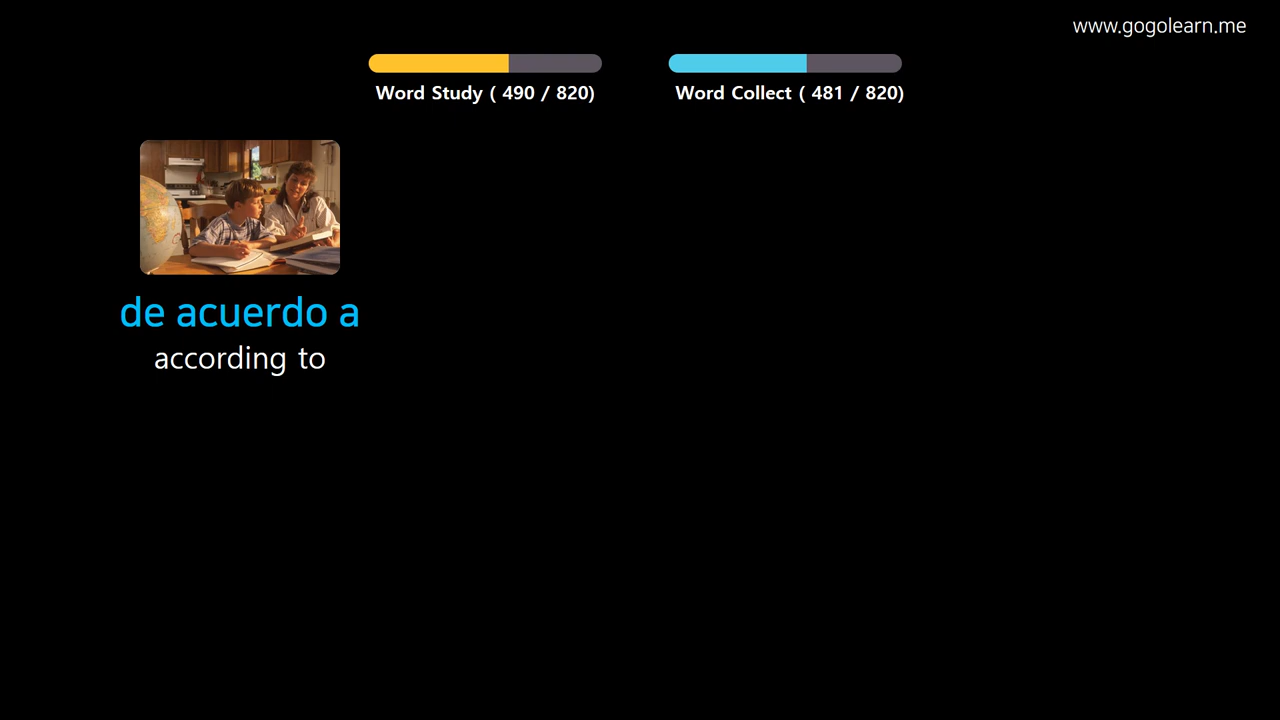 www.gogolearn.me
Word Study ( 490 / 820)
Word Collect ( 481 / 820)
de acuerdo a
according to